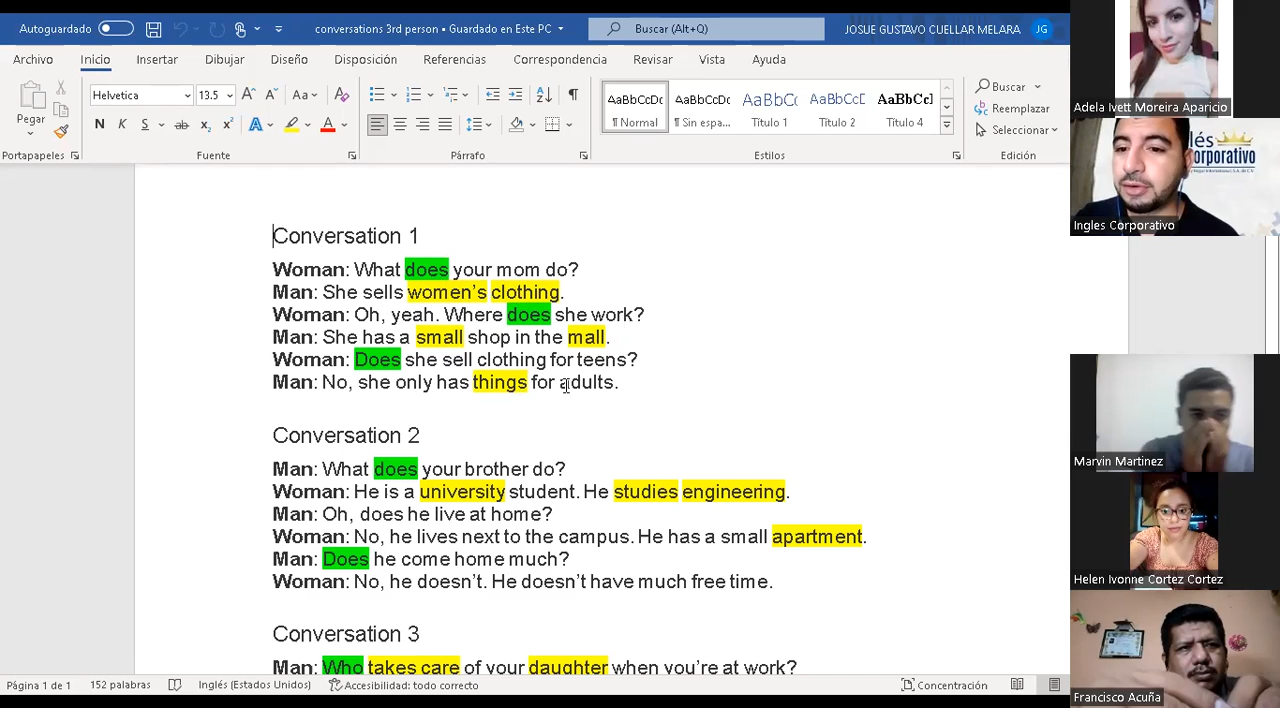 Autoguardado
conversations 3rd person • Guardado en Este PC
Buscar (Alt+Q)
JOSUE GUSTAVO CUELLAR MELARA
JG
Archivo Inicio Insertar Dibujar Diseño Disposición Referencias Correspondencia Revisar Vista Ayuda
Pegar
Helvetica 13.5
N K S ab x₂ x²
Portapapeles
Fuente
Párrafo
AaBbCcDc AaBbCcDc AaBbCcD AaBbCcD AaBbCcI
¶ Normal ¶ Sin espa... Título 1 Título 2 Título 4
Estilos
Buscar
Reemplazar
Seleccionar
Edición
Conversation 1
Woman: What does your mom do?
Man: She sells women's clothing.
Woman: Oh, yeah. Where does she work?
Man: She has a small shop in the mall.
Woman: Does she sell clothing for teens?
Man: No, she only has things for adults.
Conversation 2
Man: What does your brother do?
Woman: He is a university student. He studies engineering.
Man: Oh, does he live at home?
Woman: No, he lives next to the campus. He has a small apartment.
Man: Does he come home much?
Woman: No, he doesn't. He doesn't have much free time.
Conversation 3
Man: Who takes care of your daughter when you're at work?
Página 1 de 1 152 palabras Inglés (Estados Unidos) Accesibilidad: todo correcto Concentración
Adela Ivett Moreira Aparicio
lés
orporativo
Ingles Corporativo
Marvin Martinez
Helen Ivonne Cortez Cortez
Francisco Acuña